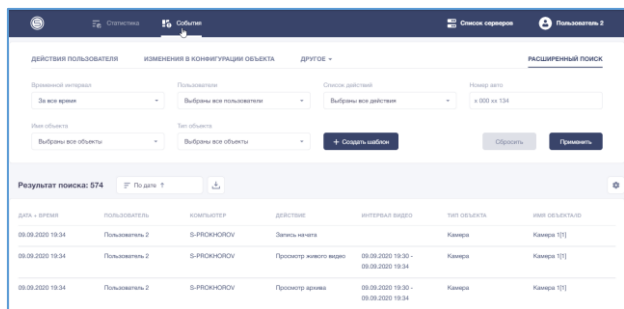 Статистика События Список серверов Пользователь 2
ДЕЙСТВИЯ ПОЛЬЗОВАТЕЛЯ ИЗМЕНЕНИЯ В КОНФИГУРАЦИИ ОБЪЕКТА ДРУГОЕ РАСШИРЕННЫЙ ПОИСК
Временной интервал Пользователи Список действий Номер авто
За все время Выбраны все пользователи Выбраны все действия х 000 хх 134
Имя объекта Тип объекта
Выбраны все объекты Выбраны все объекты + Создать шаблон Сбросить Применить
Результат поиска: 574 По дате ↑
ДАТА + ВРЕМЯ ПОЛЬЗОВАТЕЛЬ КОМПЬЮТЕР ДЕЙСТВИЕ ИНТЕРВАЛ ВИДЕО ТИП ОБЪЕКТА ИМЯ ОБЪЕКТА/ID
09.09.2020 19:34 Пользователь 2 S-PROKHOROV Запись начата Камера Камера 1[1]
09.09.2020 19:34 Пользователь 2 S-PROKHOROV Просмотр живого видео 09.09.2020 19:30 - Камера Камера 1[1]
09.09.2020 19:34
09.09.2020 19:34 Пользователь 2 S-PROKHOROV Просмотр архива 09.09.2020 19:30 - Камера Камера 1[1]
09.09.2020 19:34